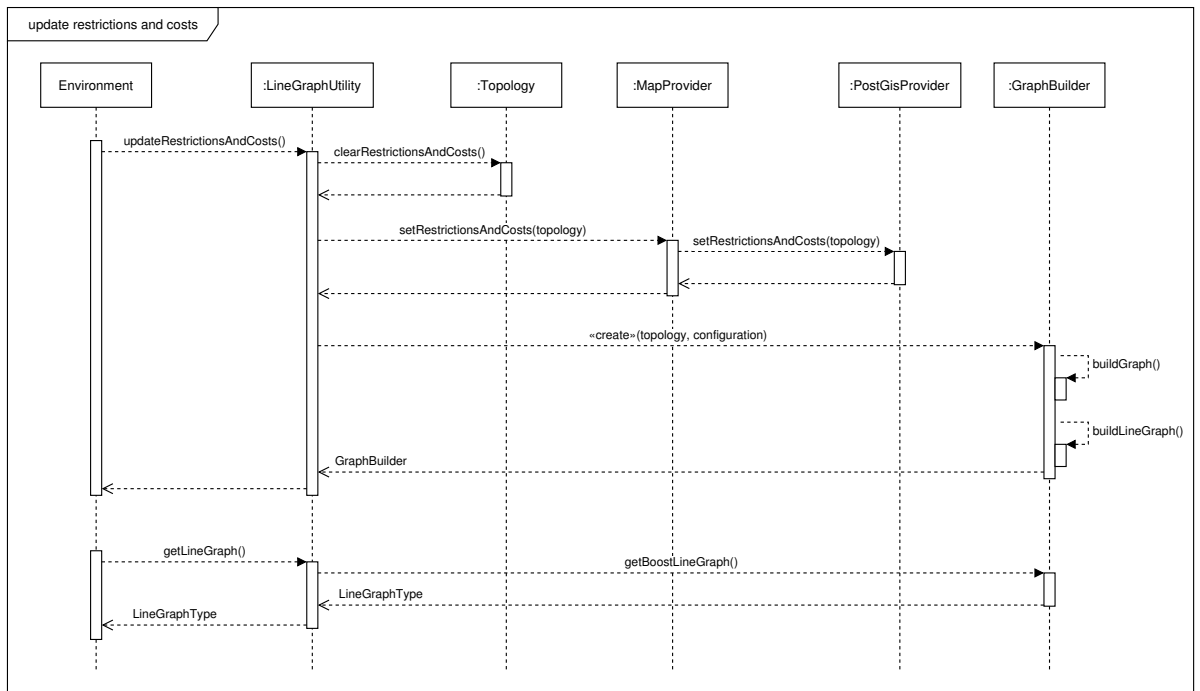 update restrictions and costs
Environment
:LineGraphUtility
:Topology
:MapProvider
:PostGisProvider
:GraphBuilder
updateRestrictionsAndCosts()
clearRestrictionsAndCosts()
setRestrictionsAndCosts(topology)
setRestrictionsAndCosts(topology)
«create»(topology, configuration)
buildGraph()
buildLineGraph()
GraphBuilder
getLineGraph()
getBoostLineGraph()
LineGraphType
LineGraphType